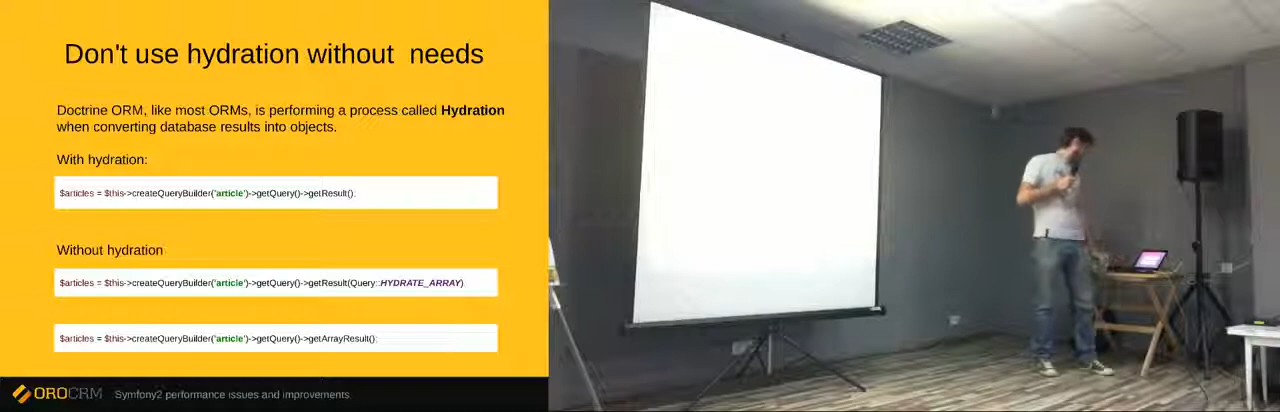 Don't use hydration without needs
Doctrine ORM, like most ORMs, is performing a process called Hydration
when converting database results into objects.
With hydration:
$articles = $this->createQueryBuilder('article')->getQuery()->getResult();
Without hydration
$articles = $this->createQueryBuilder('article')->getQuery()->getResult(Query::HYDRATE_ARRAY)
$articles = $this->createQueryBuilder('article')->getQuery()->getArrayResult();
OROCRM Symfony2 performance issues and improvements